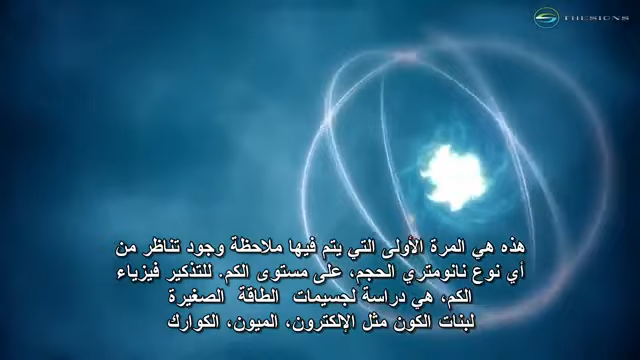 THESIGNS
هذه هي المرة الأولى التي يتم فيها ملاحظة وجود تناظر من
أي نوع نانومتري الحجم، على مستوى الكم. للتذكير فيزياء
الكم، هي دراسة لجسيمات الطاقة الصغيرة
لبنات الكون مثل الإلكترون، الميون، الكوارك